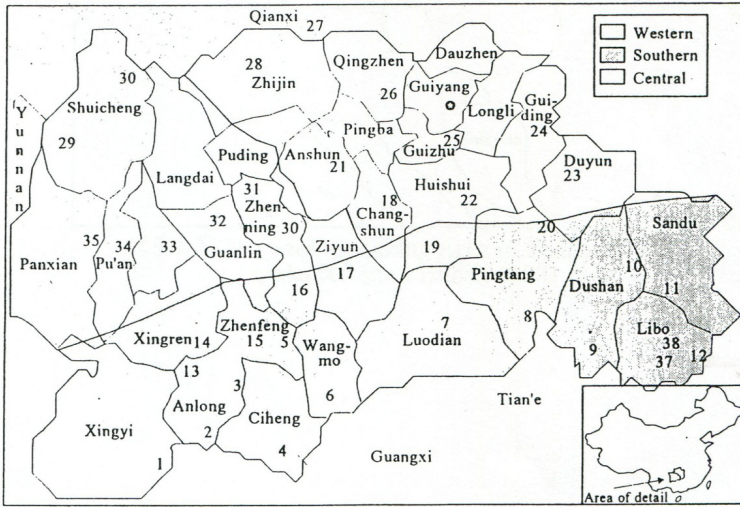 Qianxi 27
Western
Southern
Central
28
Zhijin
Qingzhen
26
Dauzhen
Guiyang
Longli
Gui-
ding
24
30
Shuicheng
29
Yunnan
Pingba
25
Guizhu
Duyun
23
Puding
Anshun
21
Langdai
31
Zhen-
ning 30
18
Chang-
shun
Huishui
22
32
Guanlin
33
34
Pu'an
35
Panxian
Ziyun
17
16
19
20
Pingtang
8
Sandu
11
10
Dushan
9
Libo
38
37
12
Xingren
14
Zhenfeng
15
5
Wang-
mo
6
7
Luodian
13
Anlong
2
3
Ciheng
4
Xingyi
1
Tian'e
Guangxi
Area of detail